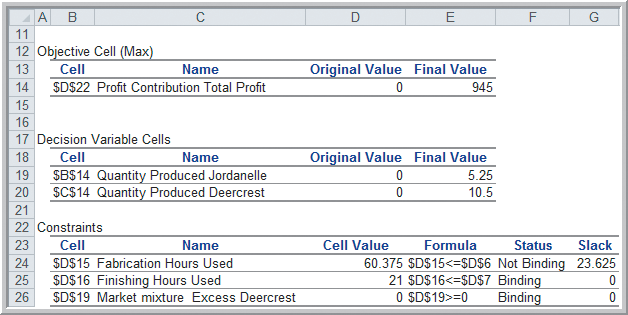 A B C D E F G
11
12 Objective Cell (Max)
13 Cell Name Original Value Final Value
14 $D$22 Profit Contribution Total Profit 0 945
15
16
17 Decision Variable Cells
18 Cell Name Original Value Final Value
19 $B$14 Quantity Produced Jordanelle 0 5.25
20 $C$14 Quantity Produced Deercrest 0 10.5
21
22 Constraints
23 Cell Name Cell Value Formula Status Slack
24 $D$15 Fabrication Hours Used 60.375 $D$15<=$D$6 Not Binding 23.625
25 $D$16 Finishing Hours Used 21 $D$16<=$D$7 Binding 0
26 $D$19 Market mixture Excess Deercrest 0 $D$19>=0 Binding 0